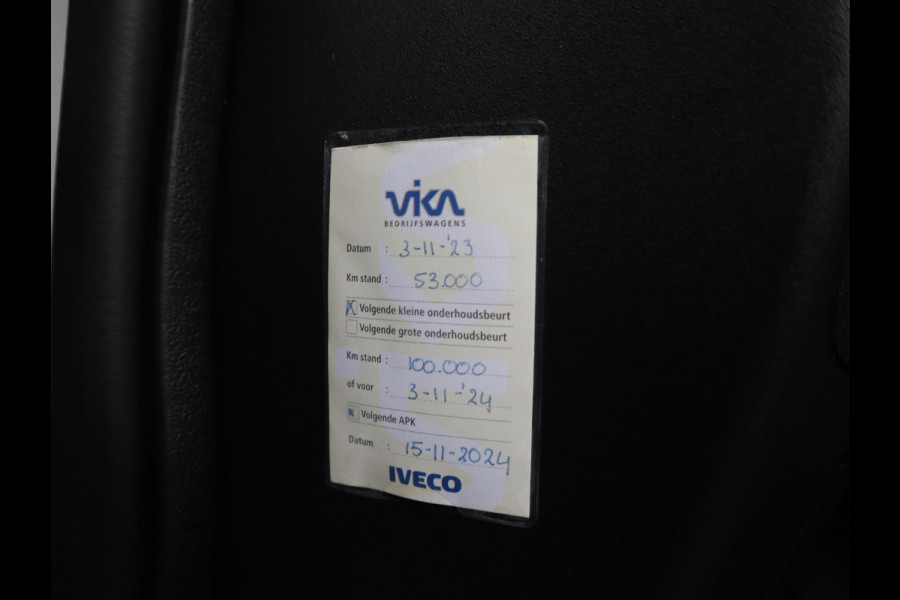 VIKA
BEDRIJFSWAGENS
Datum : 3-11-'23
Km stand : 53.000
X Volgende kleine onderhoudsbeurt
Volgende grote onderhoudsbeurt
Km stand : 100.000
of voor : 3-11-'24
Volgende APK
Datum : 15-11-2024
IVECO